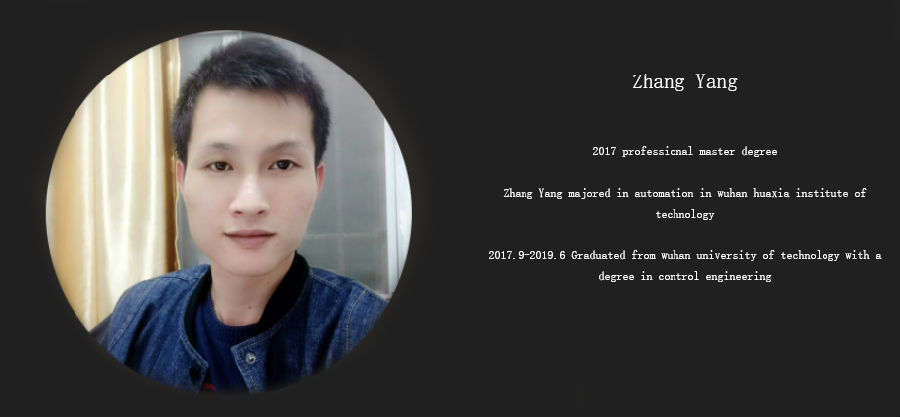 Zhang Yang
2017 professional master degree
Zhang Yang majored in automation in wuhan huaxia institute of
technology
2017.9-2019.6 Graduated from wuhan university of technology with a
degree in control engineering